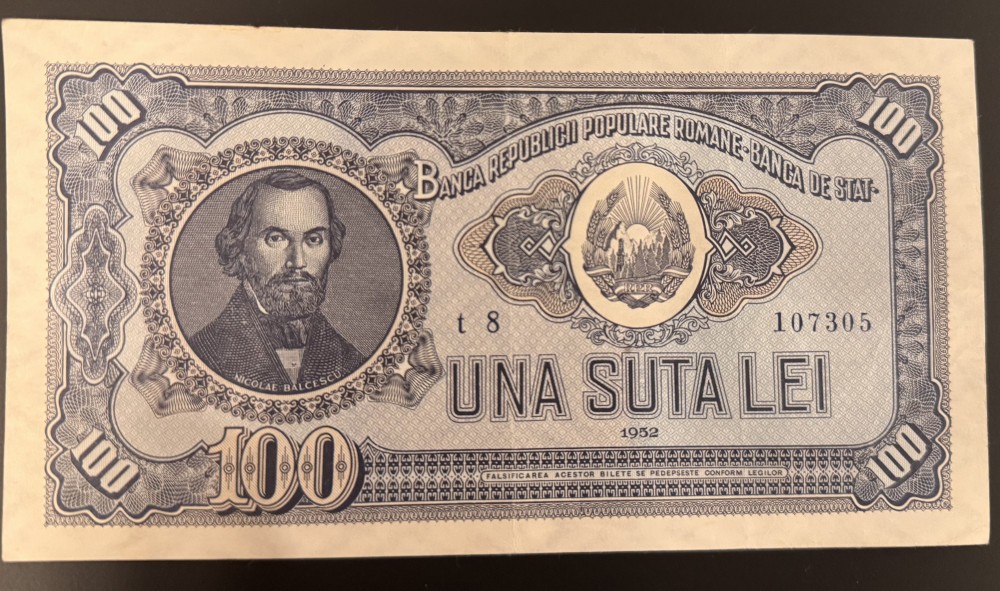 100
100
BANCA REPUBLICII POPULARE ROMANE-BANCA DE STAT-
t 8
107305
NICOLAE BĂLCESCU
UNA SUTA LEI
1952
100
100
100
FALSIFICAREA ACESTOR BILETE SE PEDEPSESTE CONFORM LEGILOR